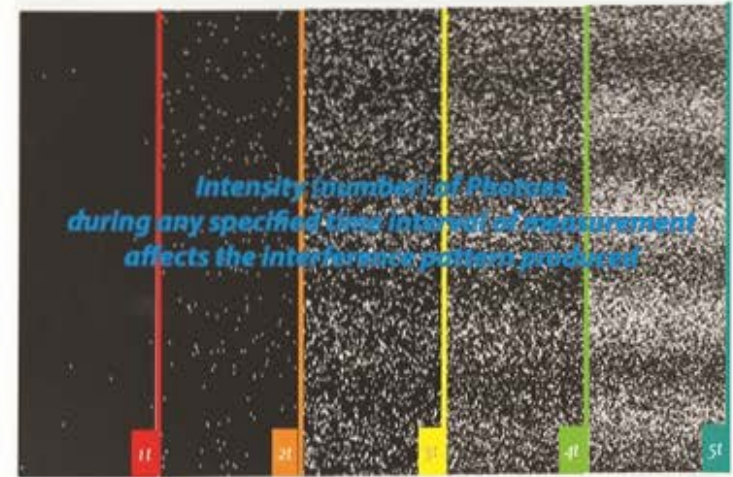 Intensity (number) of Photons
during any specified time interval of measurement
affects the interference pattern produced
1t
2t
3t
4t
5t